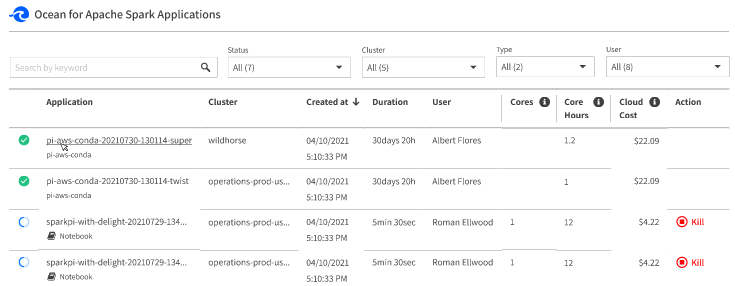 Ocean for Apache Spark Applications
Status
Cluster
Type
User
Search by keyword
All (7)
All (5)
All (2)
All (8)
Application Cluster Created at Duration User Cores Core Hours Cloud Cost Action
pi-aws-conda-20210730-130114-super wildhorse 04/10/2021 30days 20h Albert Flores 1.2 $22.09
pi-aws-conda 5:10:33 PM
pi-aws-conda-20210730-130114-twist operations-prod-us... 04/10/2021 30days 20h Albert Flores 1 $22.09
pi-aws-conda 5:10:33 PM
sparkpi-with-delight-20210729-134... operations-prod-us... 04/10/2021 5min 30sec Roman Ellwood 1 12 $4.22 Kill
Notebook 5:10:33 PM
sparkpi-with-delight-20210729-134... operations-prod-us... 04/10/2021 5min 30sec Roman Ellwood 1 12 $4.22 Kill
Notebook 5:10:33 PM